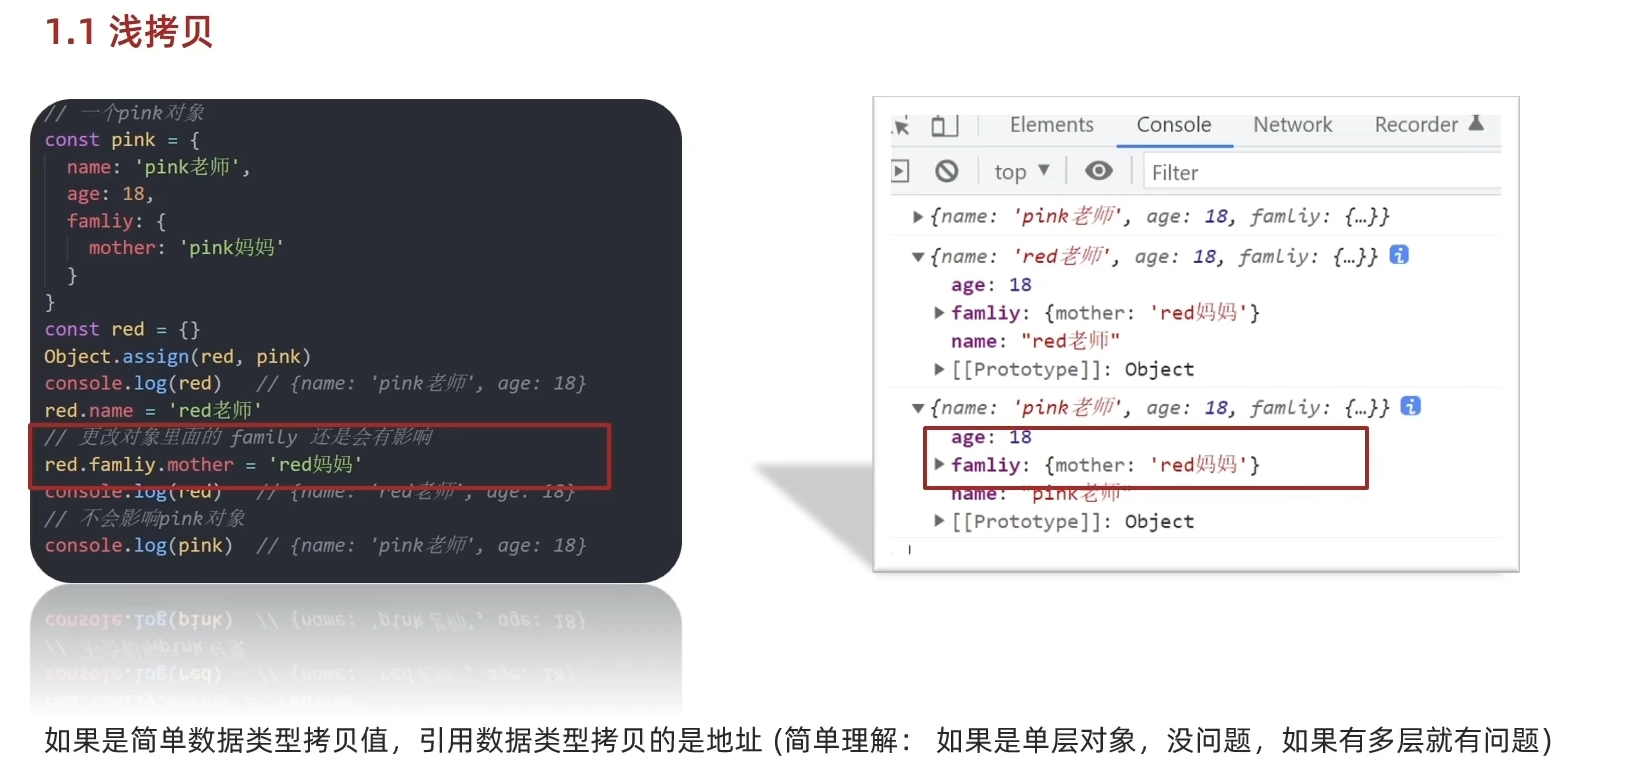 1.1 浅拷贝
// 一个pink对象
const pink = {
name: 'pink老师',
age: 18,
famliy: {
mother: 'pink妈妈'
}
}
const red = {}
Object.assign(red, pink)
console.log(red)   // {name: 'pink老师', age: 18}
red.name = 'red老师'
// 更改对象里面的 family 还是会有影响
red.famliy.mother = 'red妈妈'
console.log(red)   // {name: 'red老师', age: 18}
// 不会影响pink对象
console.log(pink)  // {name: 'pink老师', age: 18}
Elements Console Network Recorder
top Filter
{name: 'pink老师', age: 18, famliy: {…}}
{name: 'red老师', age: 18, famliy: {…}} i
age: 18
famliy: {mother: 'red妈妈'}
name: "red老师"
[[Prototype]]: Object
{name: 'pink老师', age: 18, famliy: {…}} i
age: 18
famliy: {mother: 'red妈妈'}
name: "pink老师"
[[Prototype]]: Object
如果是简单数据类型拷贝值，引用数据类型拷贝的是地址 (简单理解： 如果是单层对象，没问题，如果有多层就有问题)